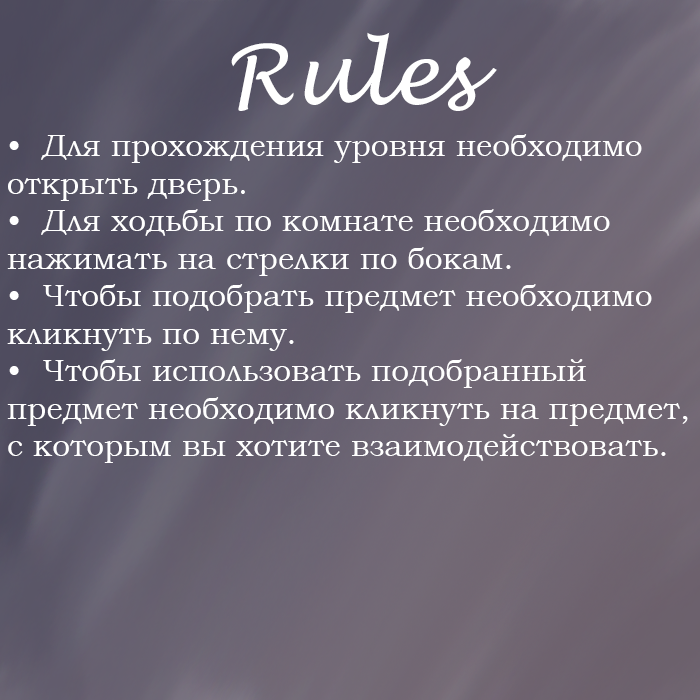 Rules
• Для прохождения уровня необходимо
открыть дверь.
• Для ходьбы по комнате необходимо
нажимать на стрелки по бокам.
• Чтобы подобрать предмет необходимо
кликнуть по нему.
• Чтобы использовать подобранный
предмет необходимо кликнуть на предмет,
с которым вы хотите взаимодействовать.